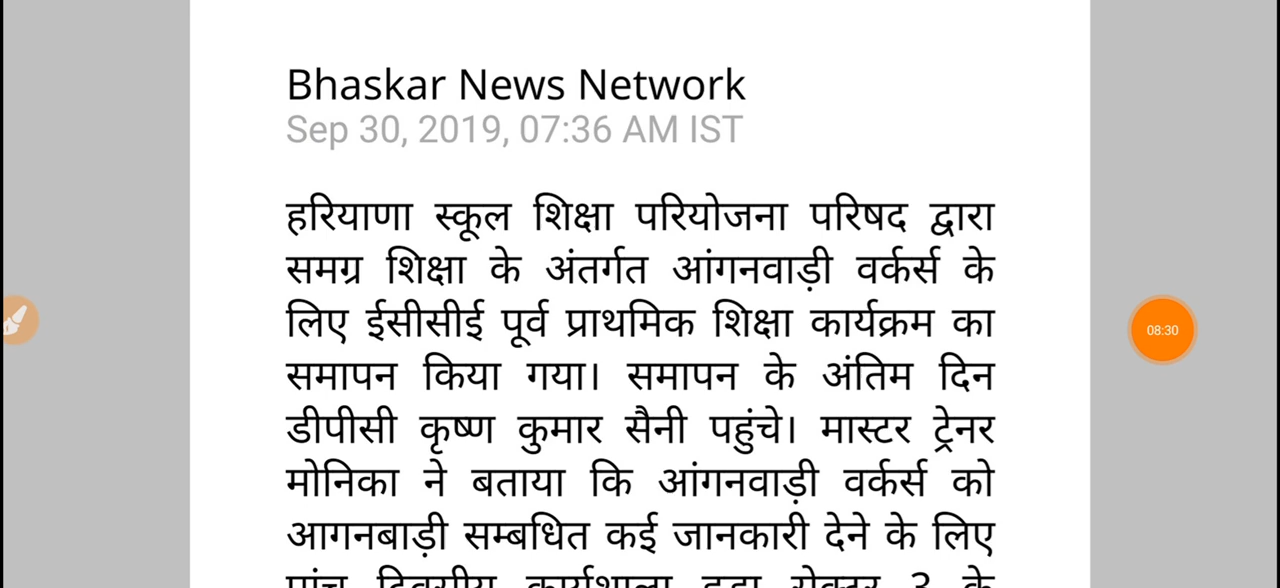 Bhaskar News Network
Sep 30, 2019, 07:36 AM IST
हरियाणा स्कूल शिक्षा परियोजना परिषद द्वारा
समग्र शिक्षा के अंतर्गत आंगनवाड़ी वर्कर्स के
लिए ईसीसीई पूर्व प्राथमिक शिक्षा कार्यक्रम का
समापन किया गया। समापन के अंतिम दिन
डीपीसी कृष्ण कुमार सैनी पहुंचे। मास्टर ट्रेनर
मोनिका ने बताया कि आंगनवाड़ी वर्कर्स को
आगनबाड़ी सम्बधित कई जानकारी देने के लिए
08:30